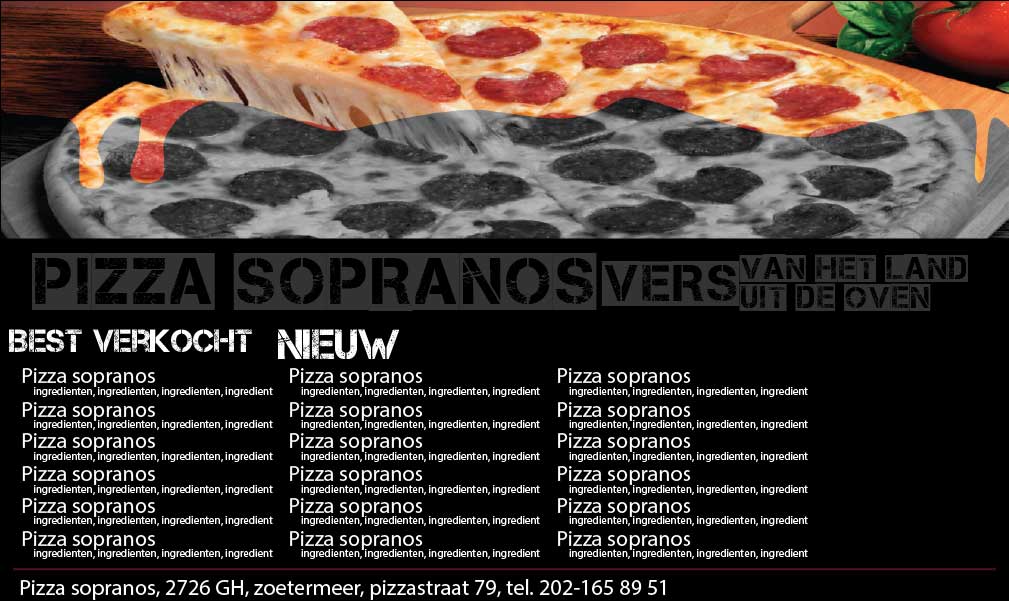 PIZZA SOPRANOS VERS VAN HET LAND
UIT DE OVEN
BEST VERKOCHT NIEUW
Pizza sopranos Pizza sopranos Pizza sopranos
ingredienten, ingredienten, ingredienten, ingredient ingredienten, ingredienten, ingredienten, ingredient ingredienten, ingredienten, ingredienten, ingredient
Pizza sopranos Pizza sopranos Pizza sopranos
ingredienten, ingredienten, ingredienten, ingredient ingredienten, ingredienten, ingredienten, ingredient ingredienten, ingredienten, ingredienten, ingredient
Pizza sopranos Pizza sopranos Pizza sopranos
ingredienten, ingredienten, ingredienten, ingredient ingredienten, ingredienten, ingredienten, ingredient ingredienten, ingredienten, ingredienten, ingredient
Pizza sopranos Pizza sopranos Pizza sopranos
ingredienten, ingredienten, ingredienten, ingredient ingredienten, ingredienten, ingredienten, ingredient ingredienten, ingredienten, ingredienten, ingredient
Pizza sopranos Pizza sopranos Pizza sopranos
ingredienten, ingredienten, ingredienten, ingredient ingredienten, ingredienten, ingredienten, ingredient ingredienten, ingredienten, ingredienten, ingredient
Pizza sopranos Pizza sopranos Pizza sopranos
ingredienten, ingredienten, ingredienten, ingredient ingredienten, ingredienten, ingredienten, ingredient ingredienten, ingredienten, ingredienten, ingredient
Pizza sopranos, 2726 GH, zoetermeer, pizzastraat 79, tel. 202-165 89 51